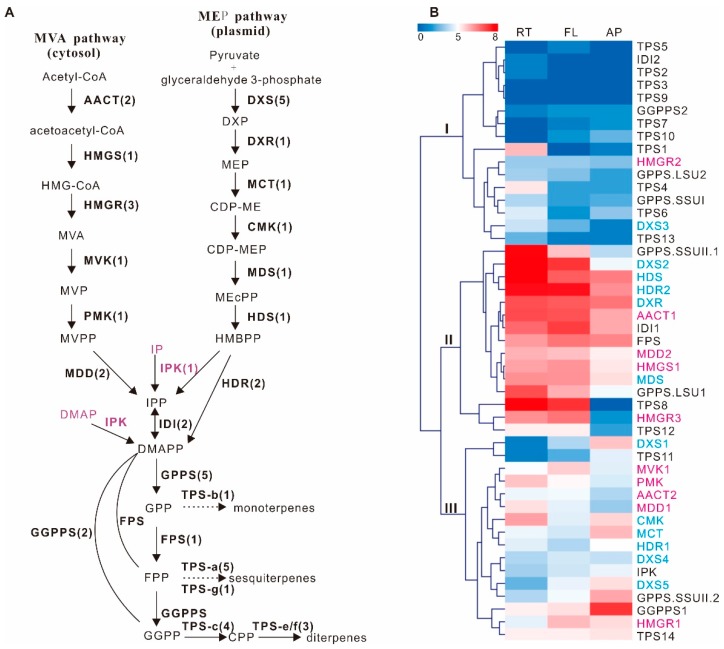 A
MVA pathway
(cytosol)
MEP pathway
(plasmid)
Acetyl-CoA
AACT(2)
acetoacetyl-CoA
HMGS(1)
HMG-CoA
HMGR(3)
MVA
MVK(1)
MVP
PMK(1)
MVPP
MDD(2)
Pyruvate
+
glyceraldehyde 3-phosphate
DXS(5)
DXP
DXR(1)
MEP
MCT(1)
CDP-ME
CMK(1)
CDP-MEP
MDS(1)
MEcPP
HDS(1)
HMBPP
HDR(2)
IP
IPK(1)
IPP
IDI(2)
DMAP
IPK
DMAPP
GPPS(5)
GPP
TPS-b(1)
monoterpenes
FPS
FPS(1)
GGPPS(2)
FPP
TPS-a(5)
TPS-g(1)
sesquiterpenes
GGPPS
GGPP
TPS-c(4)
CPP
TPS-e/f(3)
diterpenes
B
0 5 8
RT FL AP
I
II
III
TPS5
IDI2
TPS2
TPS3
TPS9
GGPPS2
TPS7
TPS10
TPS1
HMGR2
GPPS.LSU2
TPS4
GPPS.SSUI
TPS6
DXS3
TPS13
GPPS.SSUII.1
DXS2
HDS
HDR2
DXR
AACT1
IDI1
FPS
MDD2
HMGS1
MDS
GPPS.LSU1
TPS8
HMGR3
TPS12
DXS1
TPS11
MVK1
PMK
AACT2
MDD1
CMK
MCT
HDR1
DXS4
IPK
DXS5
GPPS.SSUII.2
GGPPS1
HMGR1
TPS14